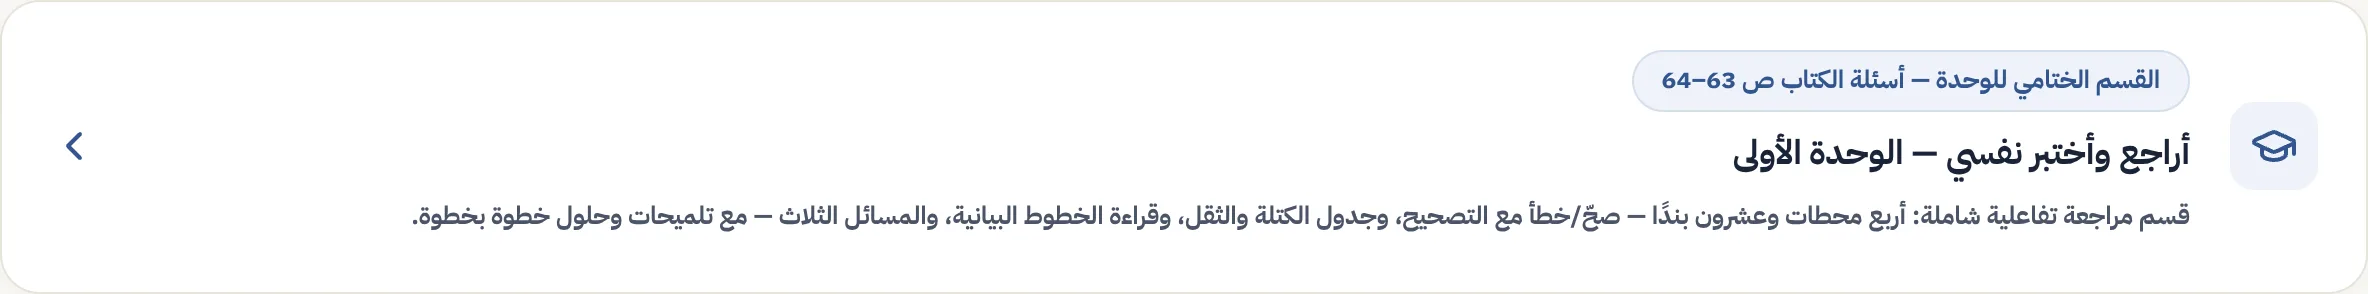 القسم الختامي للوحدة — أسئلة الكتاب ص 63–64
أراجع وأختبر نفسي — الوحدة الأولى
قسم مراجعة تفاعلية شاملة: أربع محطات وعشرون بندًا — صحّ/خطأ مع التصحيح، وجدول الكتلة والثقل، وقراءة الخطوط البيانية، والمسائل الثلاث — مع تلميحات وحلول خطوة بخطوة.